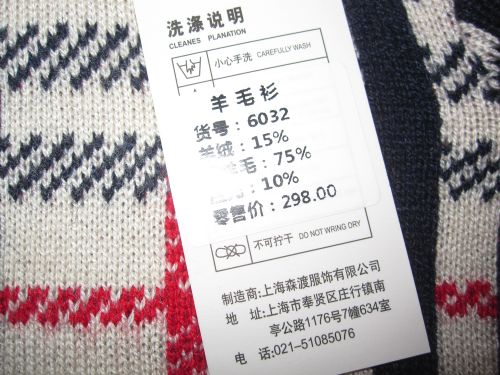 洗涤说明
CLEANES PLANATION
小心手洗 CAREFULLY WASH
羊毛衫
货号：6032
羊绒：15%
羊毛：75%
10%
零售价：298.00
不可拧干 DO NOT WRING DRY
制造商:上海森渡服饰有限公司
地 址:上海市奉贤区庄行镇南
亭公路1176号7幢634室
电 话:021-51085076